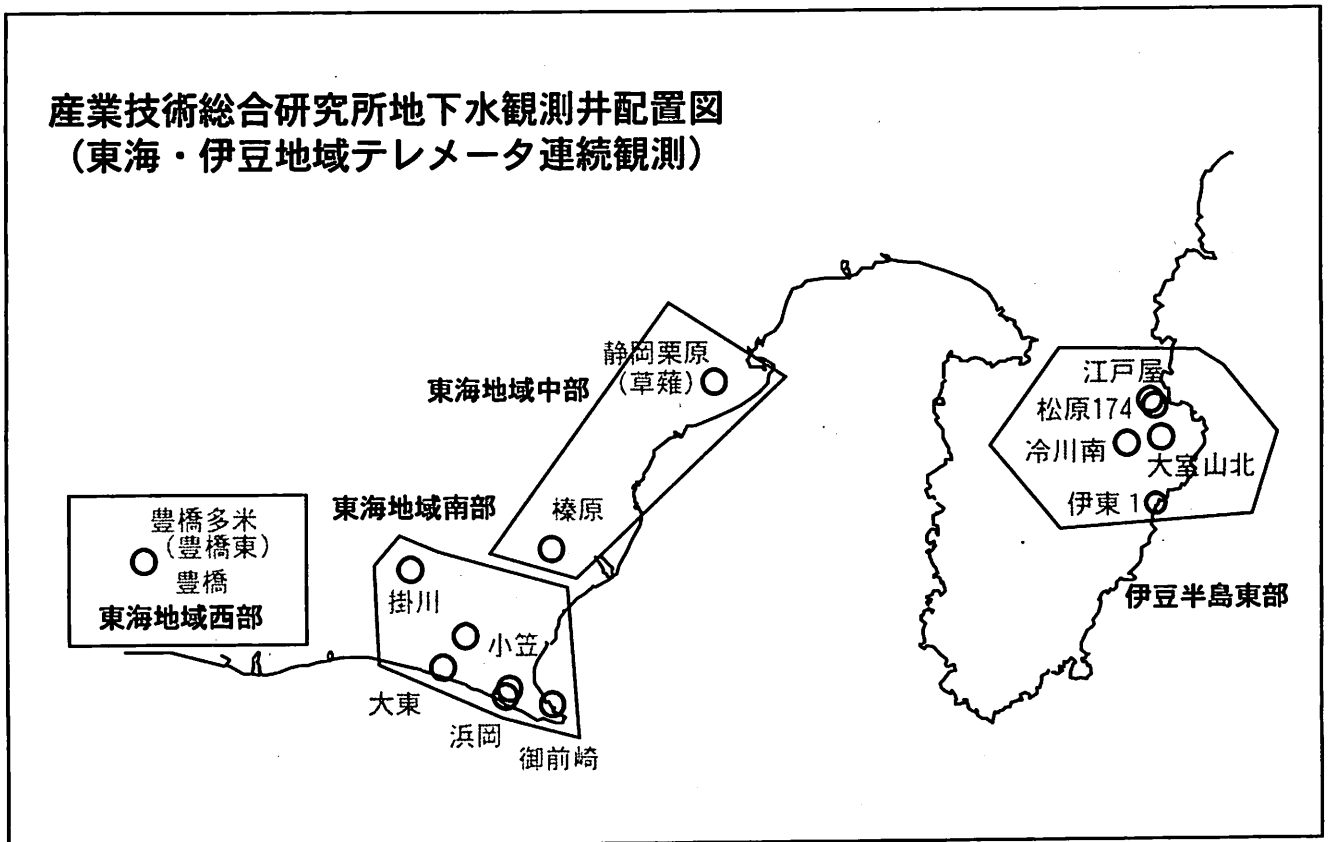 産業技術総合研究所地下水観測井配置図
(東海・伊豆地域テレメータ連続観測)
静岡栗原
(草薙)
東海地域中部
江戸屋
松原174
冷川南
大室山北
伊東1
伊豆半島東部
東海地域南部
榛原
豊橋多米
(豊橋東)
豊橋
東海地域西部
掛川
小笠
大東
浜岡
御前崎